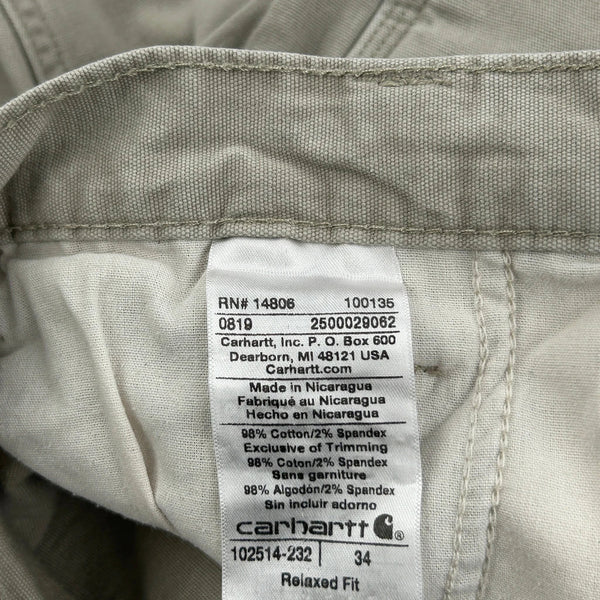 RN# 14806 100135
0819 2500029062
Carhartt, Inc. P. O. Box 600
Dearborn, MI 48121 USA
Carhartt.com
Made in Nicaragua
Fabriqué au Nicaragua
Hecho en Nicaragua
98% Cotton/2% Spandex
Exclusive of Trimming
98% Coton/2% Spandex
Sans garniture
98% Algodón/2% Spandex
Sin incluir adorno
carhartt ®
102514-232 | 34
Relaxed Fit